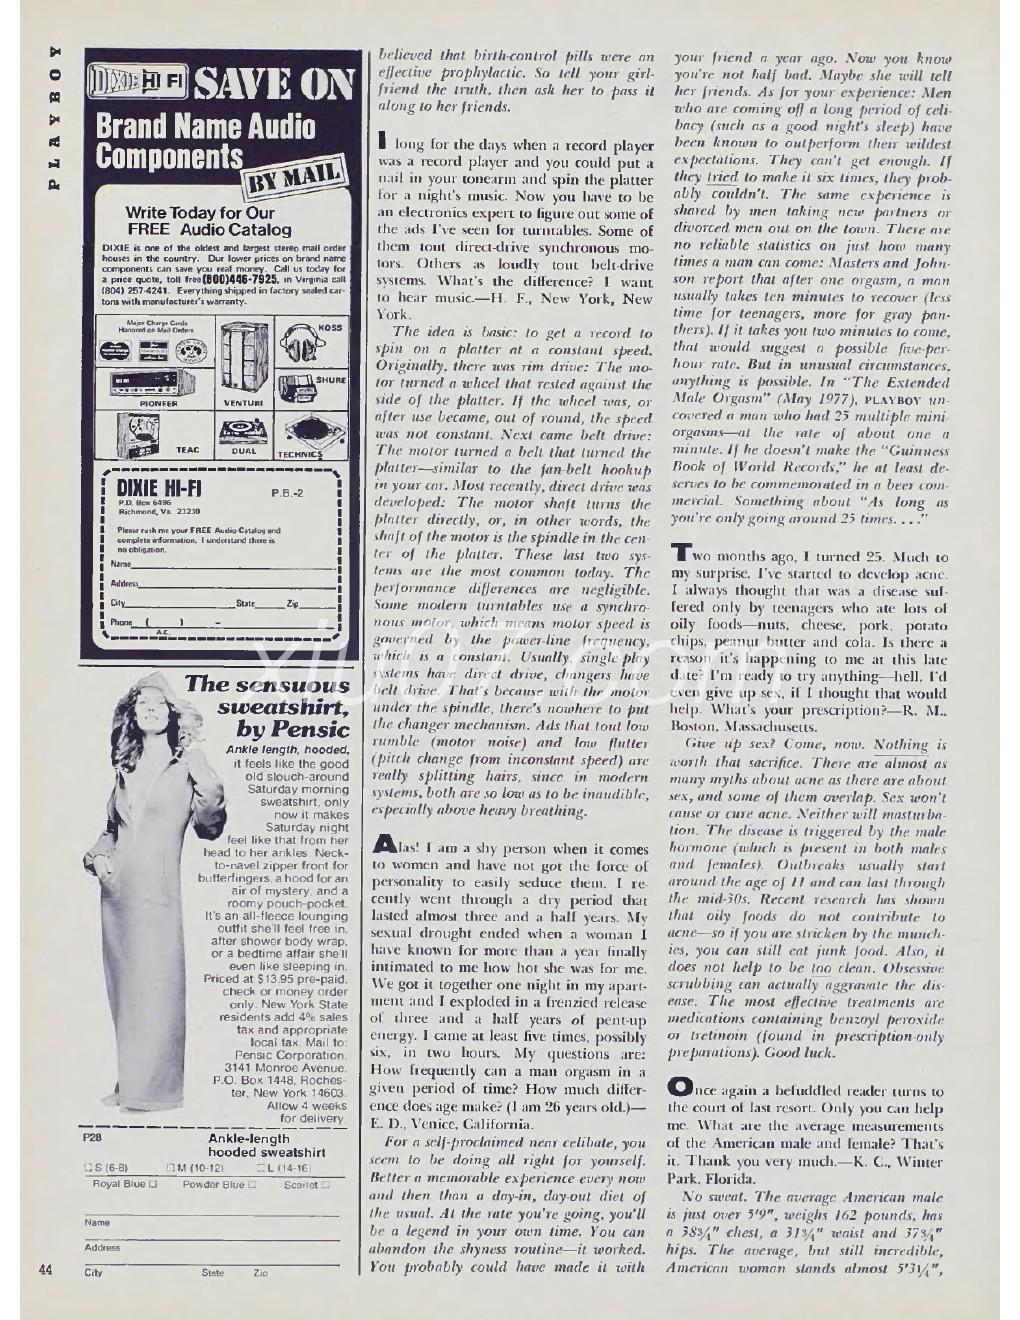 PLAYBOY
DIXIE HI FI SAVE ON
Brand Name Audio
Components
BY MAIL
Write Today for Our
FREE Audio Catalog
DIXIE is one of the oldest and largest stereo mail order
houses in the country. Our lower prices on brand name
components can save you real money. Call us today for
a price quote, toll free (800)446-7925, in Virginia call
(804) 257-4241. Everything shipped in factory sealed car-
tons with manufacturer's warranty.
Major Charge Cards
Honored on Mail Orders
KOSS
SHURE
PIONEER
VENTURI
TEAC
DUAL
TECHNICS
DIXIE HI-FI P.B.-2
P.O. Box 6496
Richmond, Va. 23230
Please rush me your FREE Audio Catalog and
complete information. I understand there is
no obligation.
Name
Address
City State Zip
Phone ( ) -
A.C.
The sensuous
sweatshirt,
by Pensic
Ankle length, hooded,
it feels like the good
old slouch-around
Saturday morning
sweatshirt, only
now it makes
Saturday night
feel like that from her
head to her ankles. Neck-
to-navel zipper front for
butterfingers, a hood for an
air of mystery, and a
roomy pouch-pocket.
It's an all-fleece lounging
outfit she'll feel free in,
after shower body wrap,
or a bedtime affair she'll
even like sleeping in.
Priced at $13.95 pre-paid,
check or money order
only. New York State
residents add 4% sales
tax and appropriate
local tax. Mail to:
Pensic Corporation,
3141 Monroe Avenue,
P.O. Box 1448, Roches-
ter, New York 14603.
Allow 4 weeks
for delivery.
P28 Ankle-length
hooded sweatshirt
□ S (6-8) □ M (10-12) □ L (14-16)
Royal Blue □ Powder Blue □ Scarlet □
Name
Address
City State Zip
44
believed that birth-control pills were an
effective prophylactic. So tell your girl-
friend the truth, then ask her to pass it
along to her friends.
I long for the days when a record player
was a record player and you could put a
nail in your tonearm and spin the platter
for a night's music. Now you have to be
an electronics expert to figure out some of
the ads I've seen for turntables. Some of
them tout direct-drive synchronous mo-
tors. Others as loudly tout belt-drive
systems. What's the difference? I want
to hear music.—H. F., New York, New
York.
The idea is basic: to get a record to
spin on a platter at a constant speed.
Originally, there was rim drive: The mo-
tor turned a wheel that rested against the
side of the platter. If the wheel was, or
after use became, out of round, the speed
was not constant. Next came belt drive:
The motor turned a belt that turned the
platter—similar to the fan-belt hookup
in your car. Most recently, direct drive was
developed: The motor shaft turns the
platter directly, or, in other words, the
shaft of the motor is the spindle in the cen-
ter of the platter. These last two sys-
tems are the most common today. The
performance differences are negligible.
Some modern turntables use a synchro-
nous motor, which means motor speed is
governed by the power-line frequency,
which is a constant. Usually, single-play
systems have direct drive, changers have
belt drive. That's because with the motor
under the spindle, there's nowhere to put
the changer mechanism. Ads that tout low
rumble (motor noise) and low flutter
(pitch change from inconstant speed) are
really splitting hairs, since in modern
systems, both are so low as to be inaudible,
especially above heavy breathing.
Alas! I am a shy person when it comes
to women and have not got the force of
personality to easily seduce them. I re-
cently went through a dry period that
lasted almost three and a half years. My
sexual drought ended when a woman I
have known for more than a year finally
intimated to me how hot she was for me.
We got it together one night in my apart-
ment and I exploded in a frenzied release
of three and a half years of pent-up
energy. I came at least five times, possibly
six, in two hours. My questions are:
How frequently can a man orgasm in a
given period of time? How much differ-
ence does age make? (I am 26 years old.)—
E. D., Venice, California.
For a self-proclaimed near celibate, you
seem to be doing all right for yourself.
Better a memorable experience every now
and then than a day-in, day-out diet of
the usual. At the rate you're going, you'll
be a legend in your own time. You can
abandon the shyness routine—it worked.
You probably could have made it with
your friend a year ago. Now you know
you're not half bad. Maybe she will tell
her friends. As for your experience: Men
who are coming off a long period of celi-
bacy (such as a good night's sleep) have
been known to outperform their wildest
expectations. They can't get enough. If
they tried to make it six times, they prob-
ably couldn't. The same experience is
shared by men taking new partners or
divorced men out on the town. There are
no reliable statistics on just how many
times a man can come: Masters and John-
son report that after one orgasm, a man
usually takes ten minutes to recover (less
time for teenagers, more for gray pan-
thers). If it takes you two minutes to come,
that would suggest a possible five-per-
hour rate. But in unusual circumstances,
anything is possible. In "The Extended
Male Orgasm" (May 1977), PLAYBOY un-
covered a man who had 25 multiple mini-
orgasms—at the rate of about one a
minute. If he doesn't make the "Guinness
Book of World Records," he at least de-
serves to be commemorated in a beer com-
mercial. Something about "As long as
you're only going around 25 times. . . ."
Two months ago, I turned 25. Much to
my surprise, I've started to develop acne.
I always thought that was a disease suf-
fered only by teenagers who ate lots of
oily foods—nuts, cheese, pork, potato
chips, peanut butter and cola. Is there a
reason it's happening to me at this late
date? I'm ready to try anything—hell, I'd
even give up sex, if I thought that would
help. What's your prescription?—R. M.,
Boston, Massachusetts.
Give up sex? Come, now. Nothing is
worth that sacrifice. There are almost as
many myths about acne as there are about
sex, and some of them overlap. Sex won't
cause or cure acne. Neither will masturba-
tion. The disease is triggered by the male
hormone (which is present in both males
and females). Outbreaks usually start
around the age of 11 and can last through
the mid-30s. Recent research has shown
that oily foods do not contribute to
acne—so if you are stricken by the munch-
ies, you can still eat junk food. Also, it
does not help to be too clean. Obsessive
scrubbing can actually aggravate the dis-
ease. The most effective treatments are
medications containing benzoyl peroxide
or tretinoin (found in prescription-only
preparations). Good luck.
Once again a befuddled reader turns to
the court of last resort. Only you can help
me. What are the average measurements
of the American male and female? That's
it. Thank you very much.—K. C., Winter
Park, Florida.
No sweat. The average American male
is just over 5'9", weighs 162 pounds, has
a 38¾" chest, a 31¾" waist and 37¾"
hips. The average, but still incredible,
American woman stands almost 5'3¼",